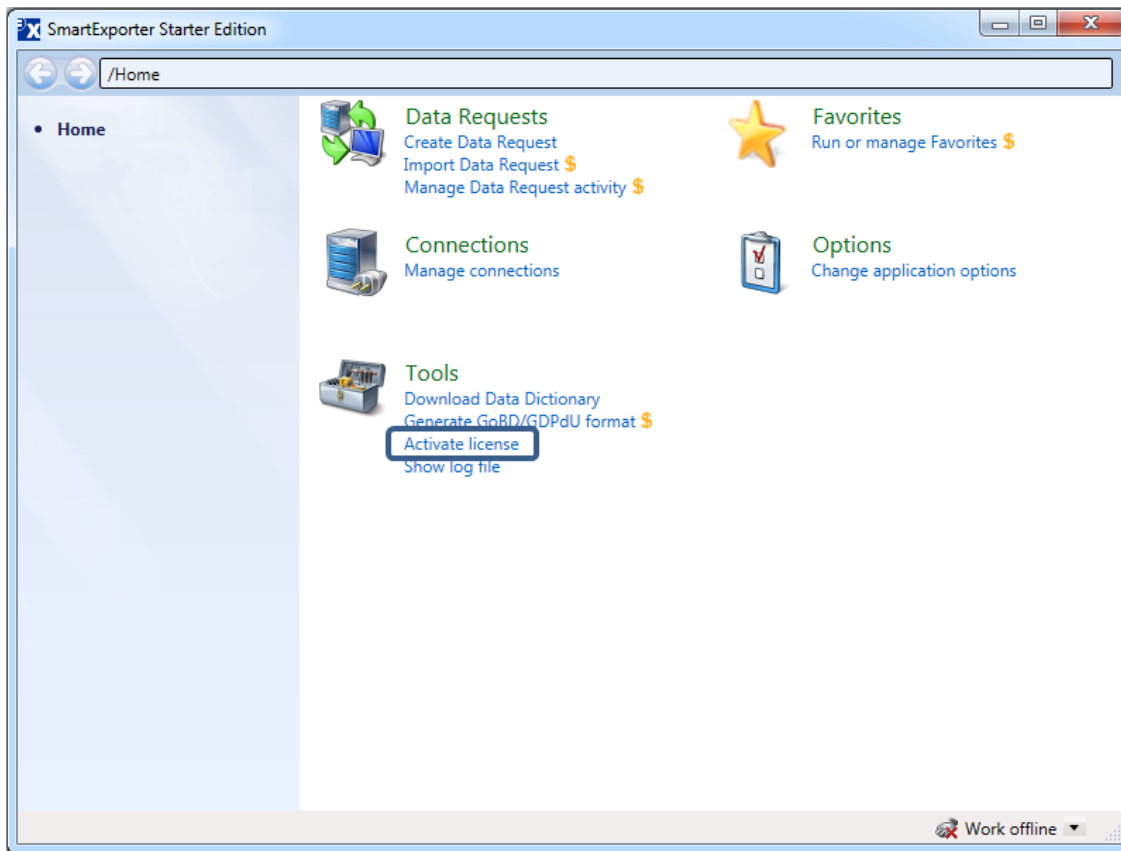 SmartExporter Starter Edition
/Home
Home
Data Requests
Create Data Request
Import Data Request $
Manage Data Request activity $
Favorites
Run or manage Favorites $
Connections
Manage connections
Options
Change application options
Tools
Download Data Dictionary
Generate GoBD/GDPdU format $
Activate license
Show log file
Work offline